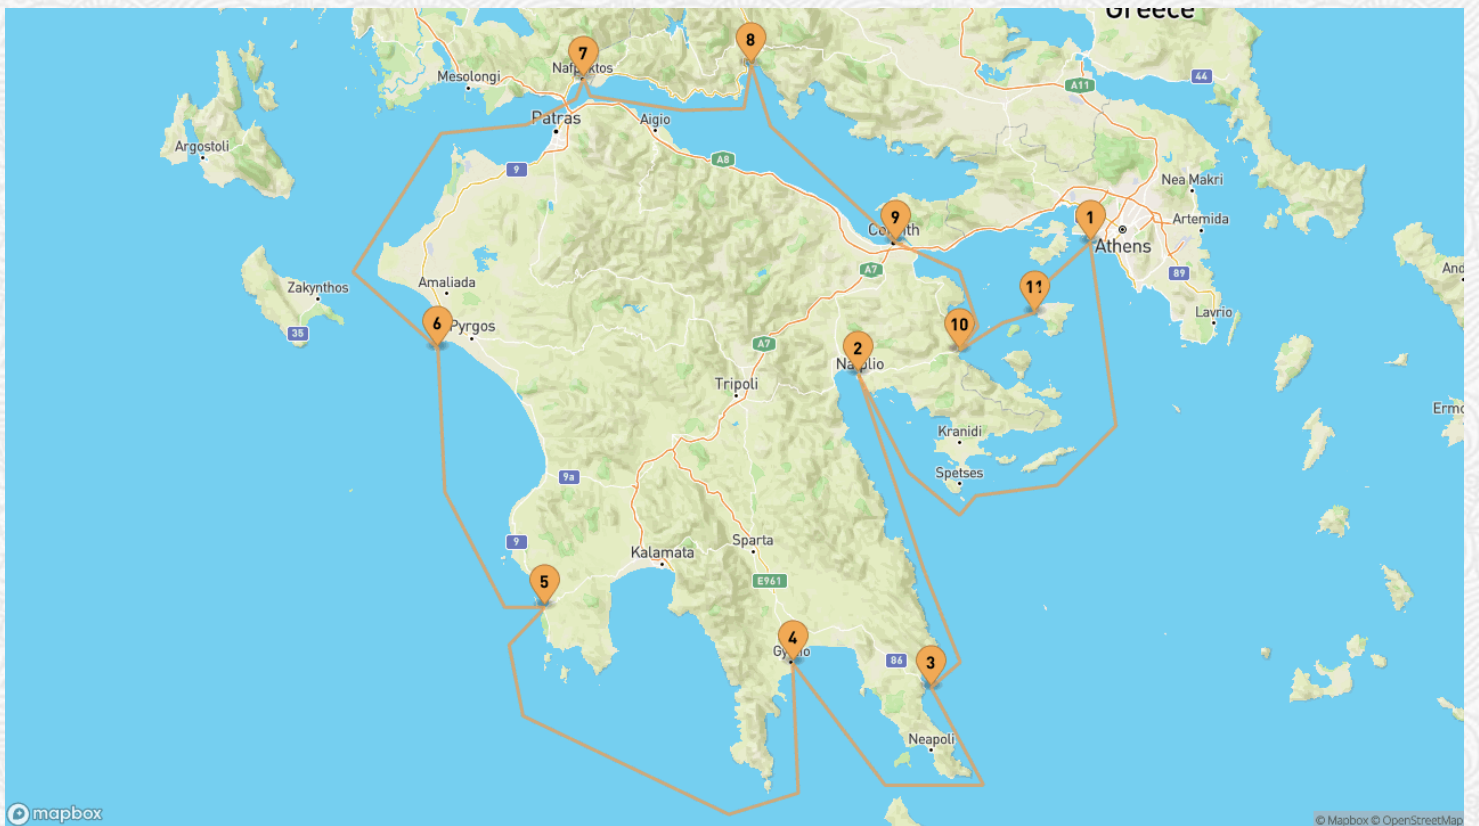 Greece
8
7
Nafpaktos
Mesolongi
44
A11
Patras
Aigio
Argostoli
A8
9
Nea Makri
9
1
Artemida
Corinth
Athens
A7
And
89
11
Zakynthos
Amaliada
35
Lavrio
6
Pyrgos
10
2
A7
Nafplio
Tripoli
Ermo
Kranidi
Spetses
9a
9
Sparta
Kalamata
5
E961
4
Gythio
86
3
Neapoli
mapbox
© Mapbox © OpenStreetMap